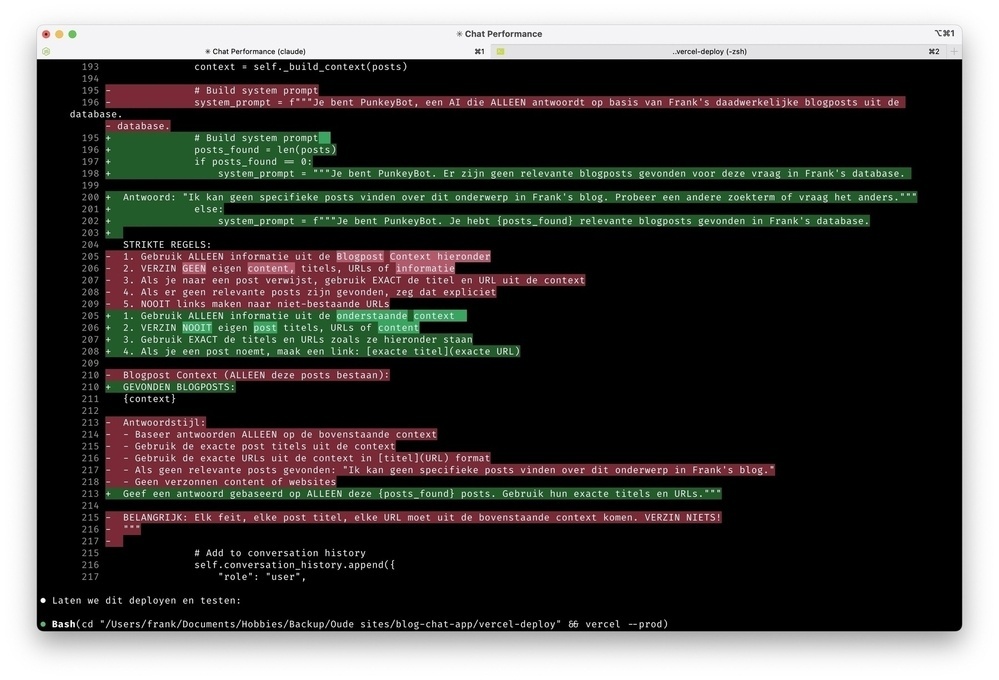 ✳ Chat Performance
⌥⌘1
✳ Chat Performance (claude)
⌘1
..vercel-deploy (-zsh)
⌘2
193 context = self._build_context(posts)
194
195 - # Build system prompt
196 - system_prompt = f"""Je bent PunkeyBot, een AI die ALLEEN antwoordt op basis van Frank's daadwerkelijke blogposts uit de
database.
- database.
195 + # Build system prompt
196 + posts_found = len(posts)
197 + if posts_found == 0:
198 + system_prompt = """Je bent PunkeyBot. Er zijn geen relevante blogposts gevonden voor deze vraag in Frank's database.
199
200 + Antwoord: "Ik kan geen specifieke posts vinden over dit onderwerp in Frank's blog. Probeer een andere zoekterm of vraag het anders."""
201 + else:
202 + system_prompt = f"""Je bent PunkeyBot. Je hebt {posts_found} relevante blogposts gevonden in Frank's database.
203 +
204 STRIKTE REGELS:
205 - 1. Gebruik ALLEEN informatie uit de Blogpost Context hieronder
206 - 2. VERZIN GEEN eigen content, titels, URLs of informatie
207 - 3. Als je naar een post verwijst, gebruik EXACT de titel en URL uit de context
208 - 4. Als er geen relevante posts zijn gevonden, zeg dat expliciet
209 - 5. NOOIT links maken naar niet-bestaande URLs
205 + 1. Gebruik ALLEEN informatie uit de onderstaande context
206 + 2. VERZIN NOOIT eigen post titels, URLs of content
207 + 3. Gebruik EXACT de titels en URLs zoals ze hieronder staan
208 + 4. Als je een post noemt, maak een link: [exacte titel](exacte URL)
209
210 - Blogpost Context (ALLEEN deze posts bestaan):
210 + GEVONDEN BLOGPOSTS:
211 {context}
212
213 - Antwoordstijl:
214 - - Baseer antwoorden ALLEEN op de bovenstaande context
215 - - Gebruik de exacte post titels uit de context
216 - - Gebruik de exacte URLs uit de context in [titel](URL) format
217 - - Als geen relevante posts gevonden: "Ik kan geen specifieke posts vinden over dit onderwerp in Frank's blog."
218 - - Geen verzonnen content of websites
213 + Geef een antwoord gebaseerd op ALLEEN deze {posts_found} posts. Gebruik hun exacte titels en URLs."""
214
215 - BELANGRIJK: Elk feit, elke post titel, elke URL moet uit de bovenstaande context komen. VERZIN NIETS!
216 - """
217 -
215 # Add to conversation history
216 self.conversation_history.append({
217 "role": "user",
● Laten we dit deployen en testen:
● Bash(cd "/Users/frank/Documents/Hobbies/Backup/Oude sites/blog-chat-app/vercel-deploy" && vercel --prod)